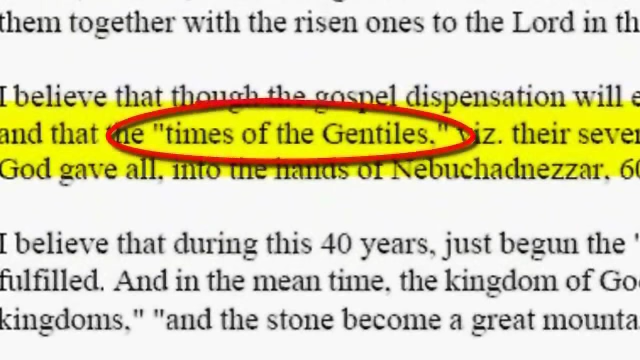 them together with the risen ones to the Lord in th
I believe that though the gospel dispensation will e
and that the "times of the Gentiles," viz. their seve
God gave all, into the hands of Nebuchadnezzar, 60
I believe that during this 40 years, just begun the "
fulfilled. And in the mean time, the kingdom of Go
kingdoms," "and the stone become a great mounta